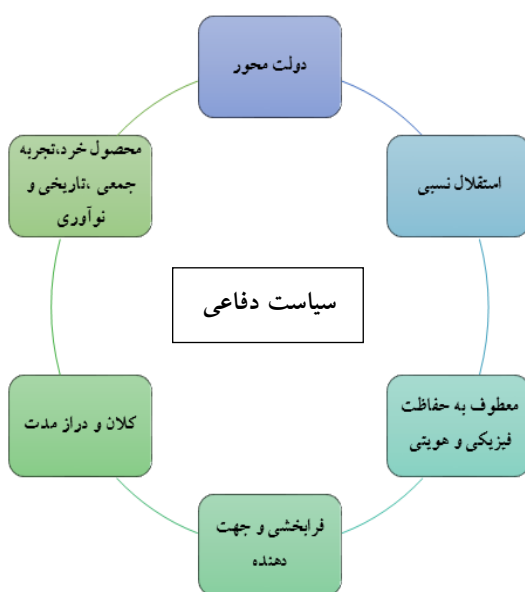 دولت محور
استقلال نسبی
معطوف به حفاظت
فیزیکی و هویتی
فرابخشی و جهت
دهنده
کلان و دراز مدت
محصول خرد،تجربه
جمعی ،تاریخی و
نوآوری
سیاست دفاعی